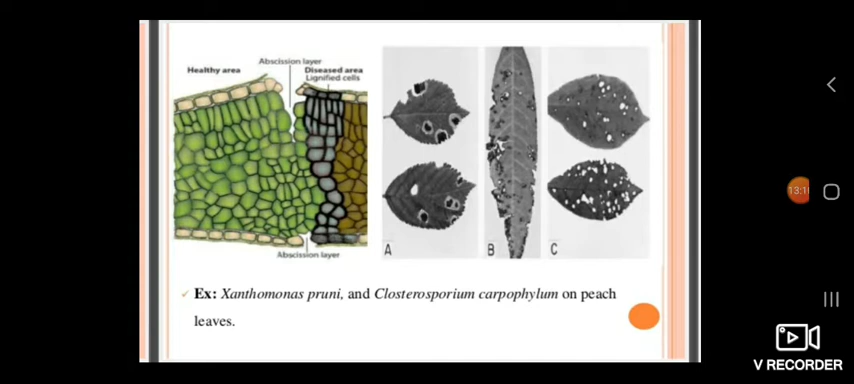 Abscission layer
Healthy area
Diseased area
Lignified cells
A
B
C
Abscission layer
✓ Ex: Xanthomonas pruni, and Closterosporium carpophylum on peach
leaves.
V RECORDER